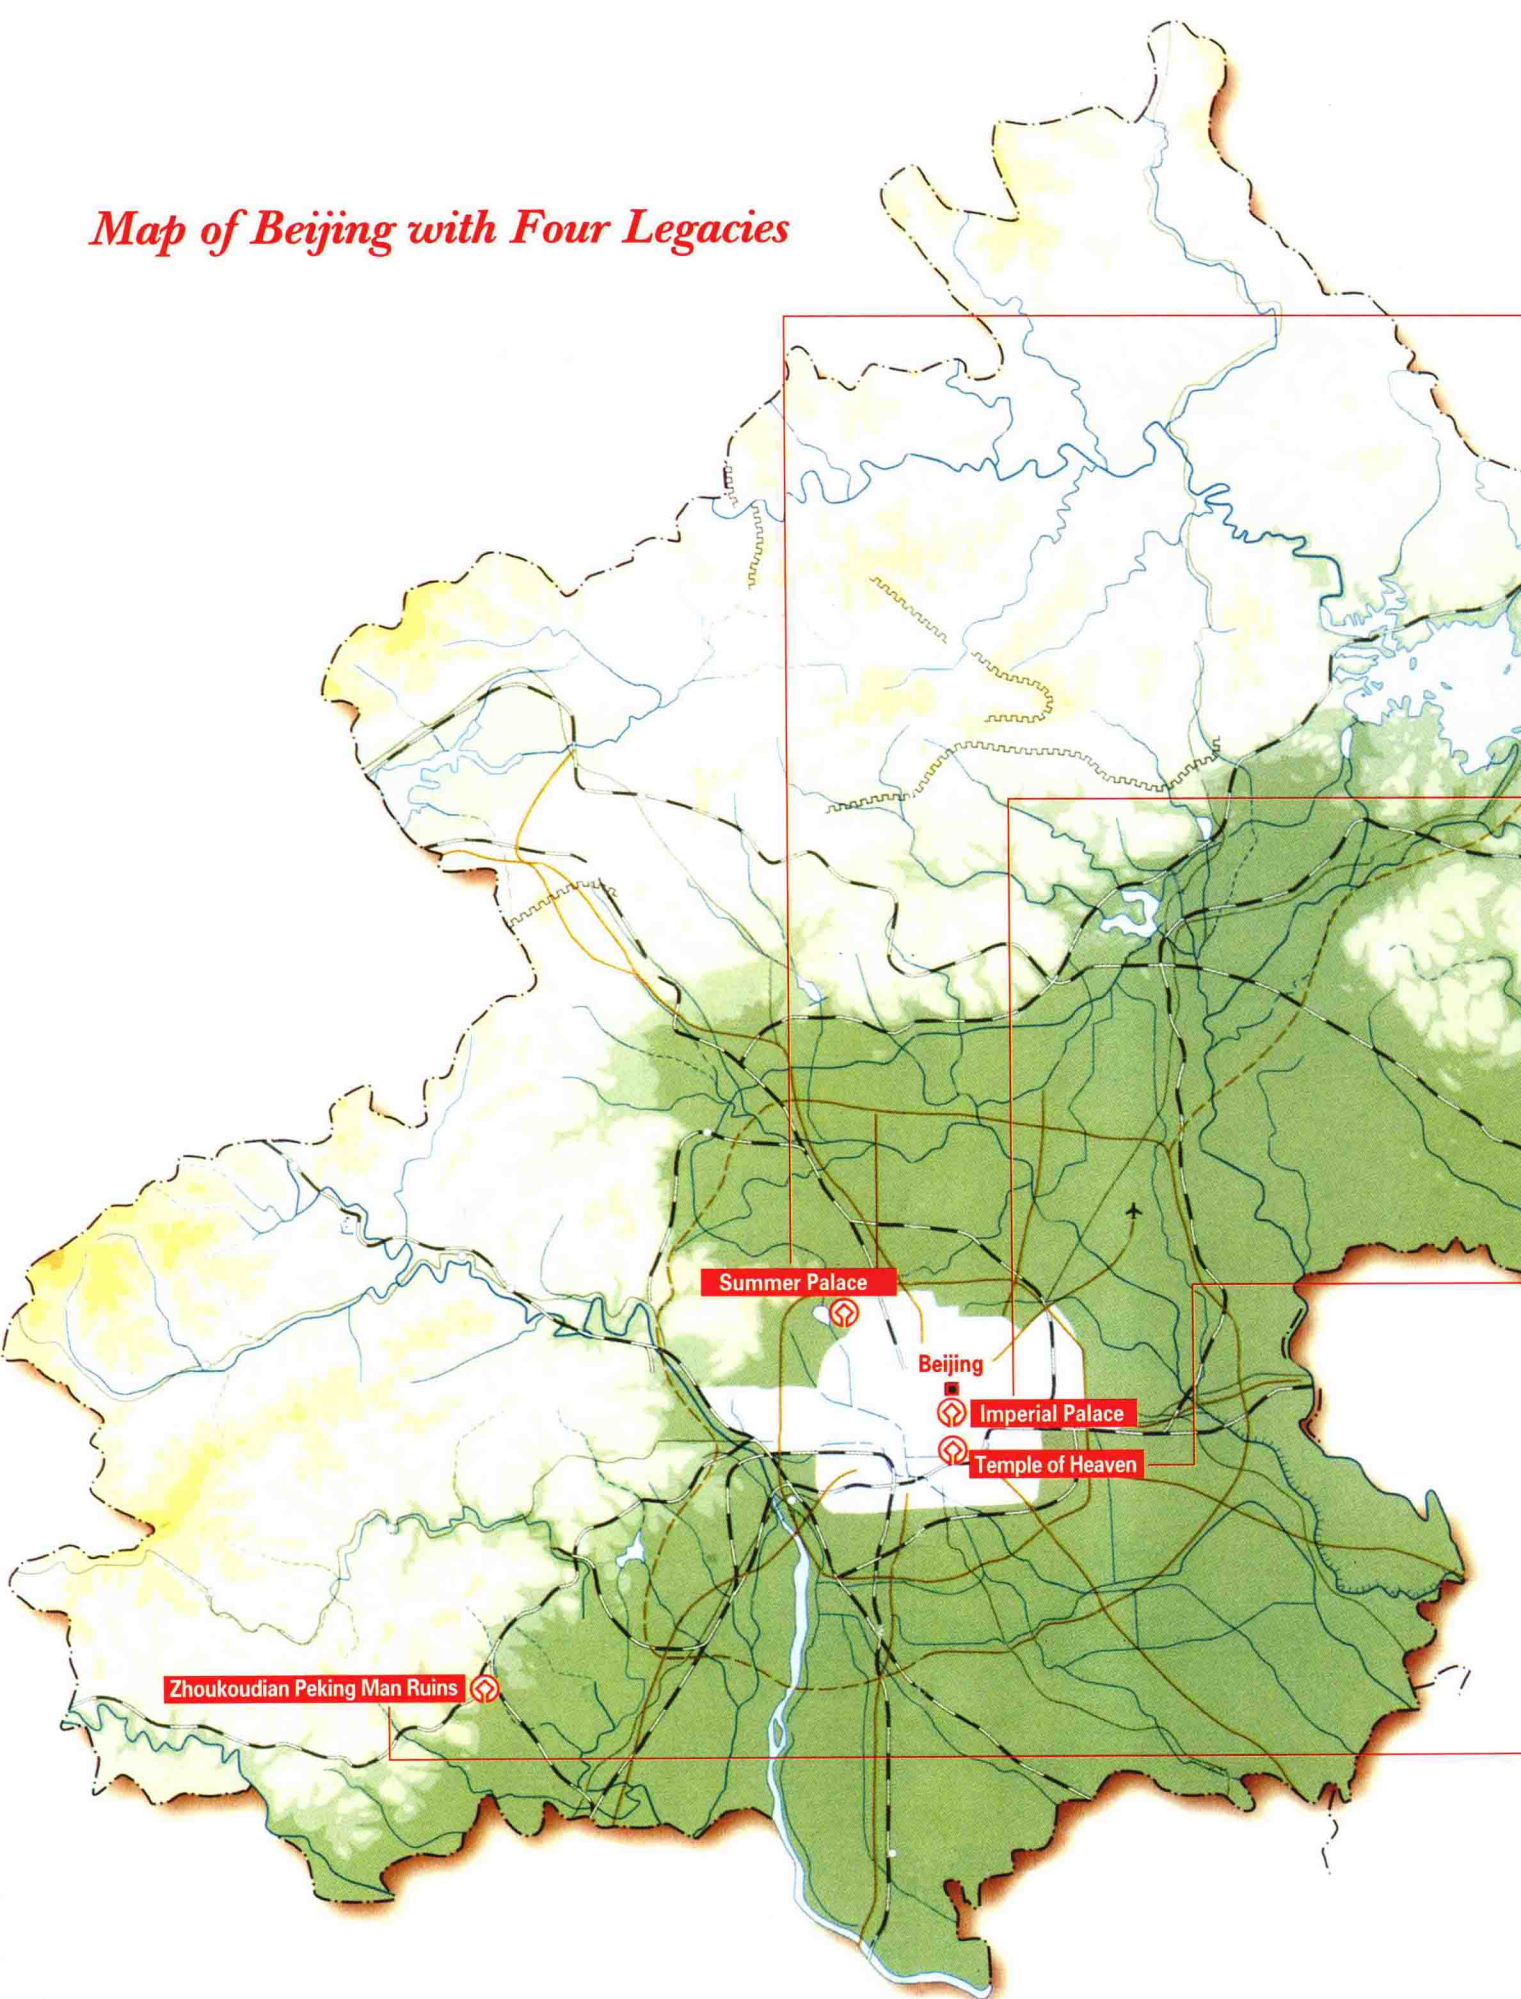 Map of Beijing with Four Legacies
Summer Palace
Beijing
Imperial Palace
Temple of Heaven
Zhoukoudian Peking Man Ruins